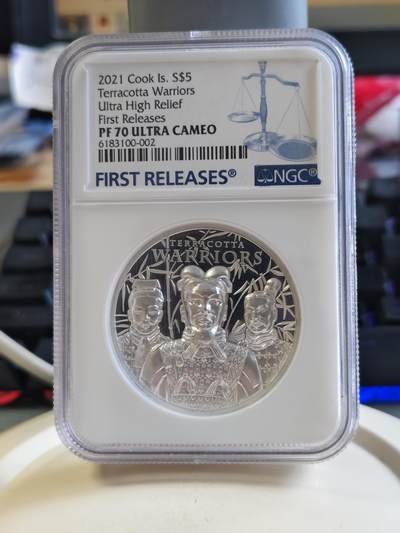 2021 Cook Is. S$5
Terracotta Warriors
Ultra High Relief
First Releases
PF 70 ULTRA CAMEO
6183100-002
FIRST RELEASES®
NGC®
TERRACOTTA
WARRIORS